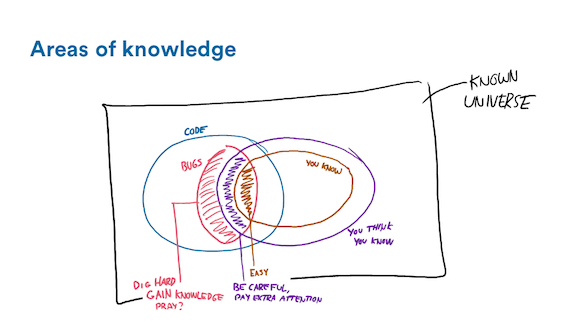 Areas of knowledge
KNOWN
UNIVERSE
CODE
BUGS
YOU KNOW
YOU THINK
YOU KNOW
EASY
DIG HARD
GAIN KNOWLEDGE
PRAY?
BE CAREFUL,
PAY EXTRA ATTENTION